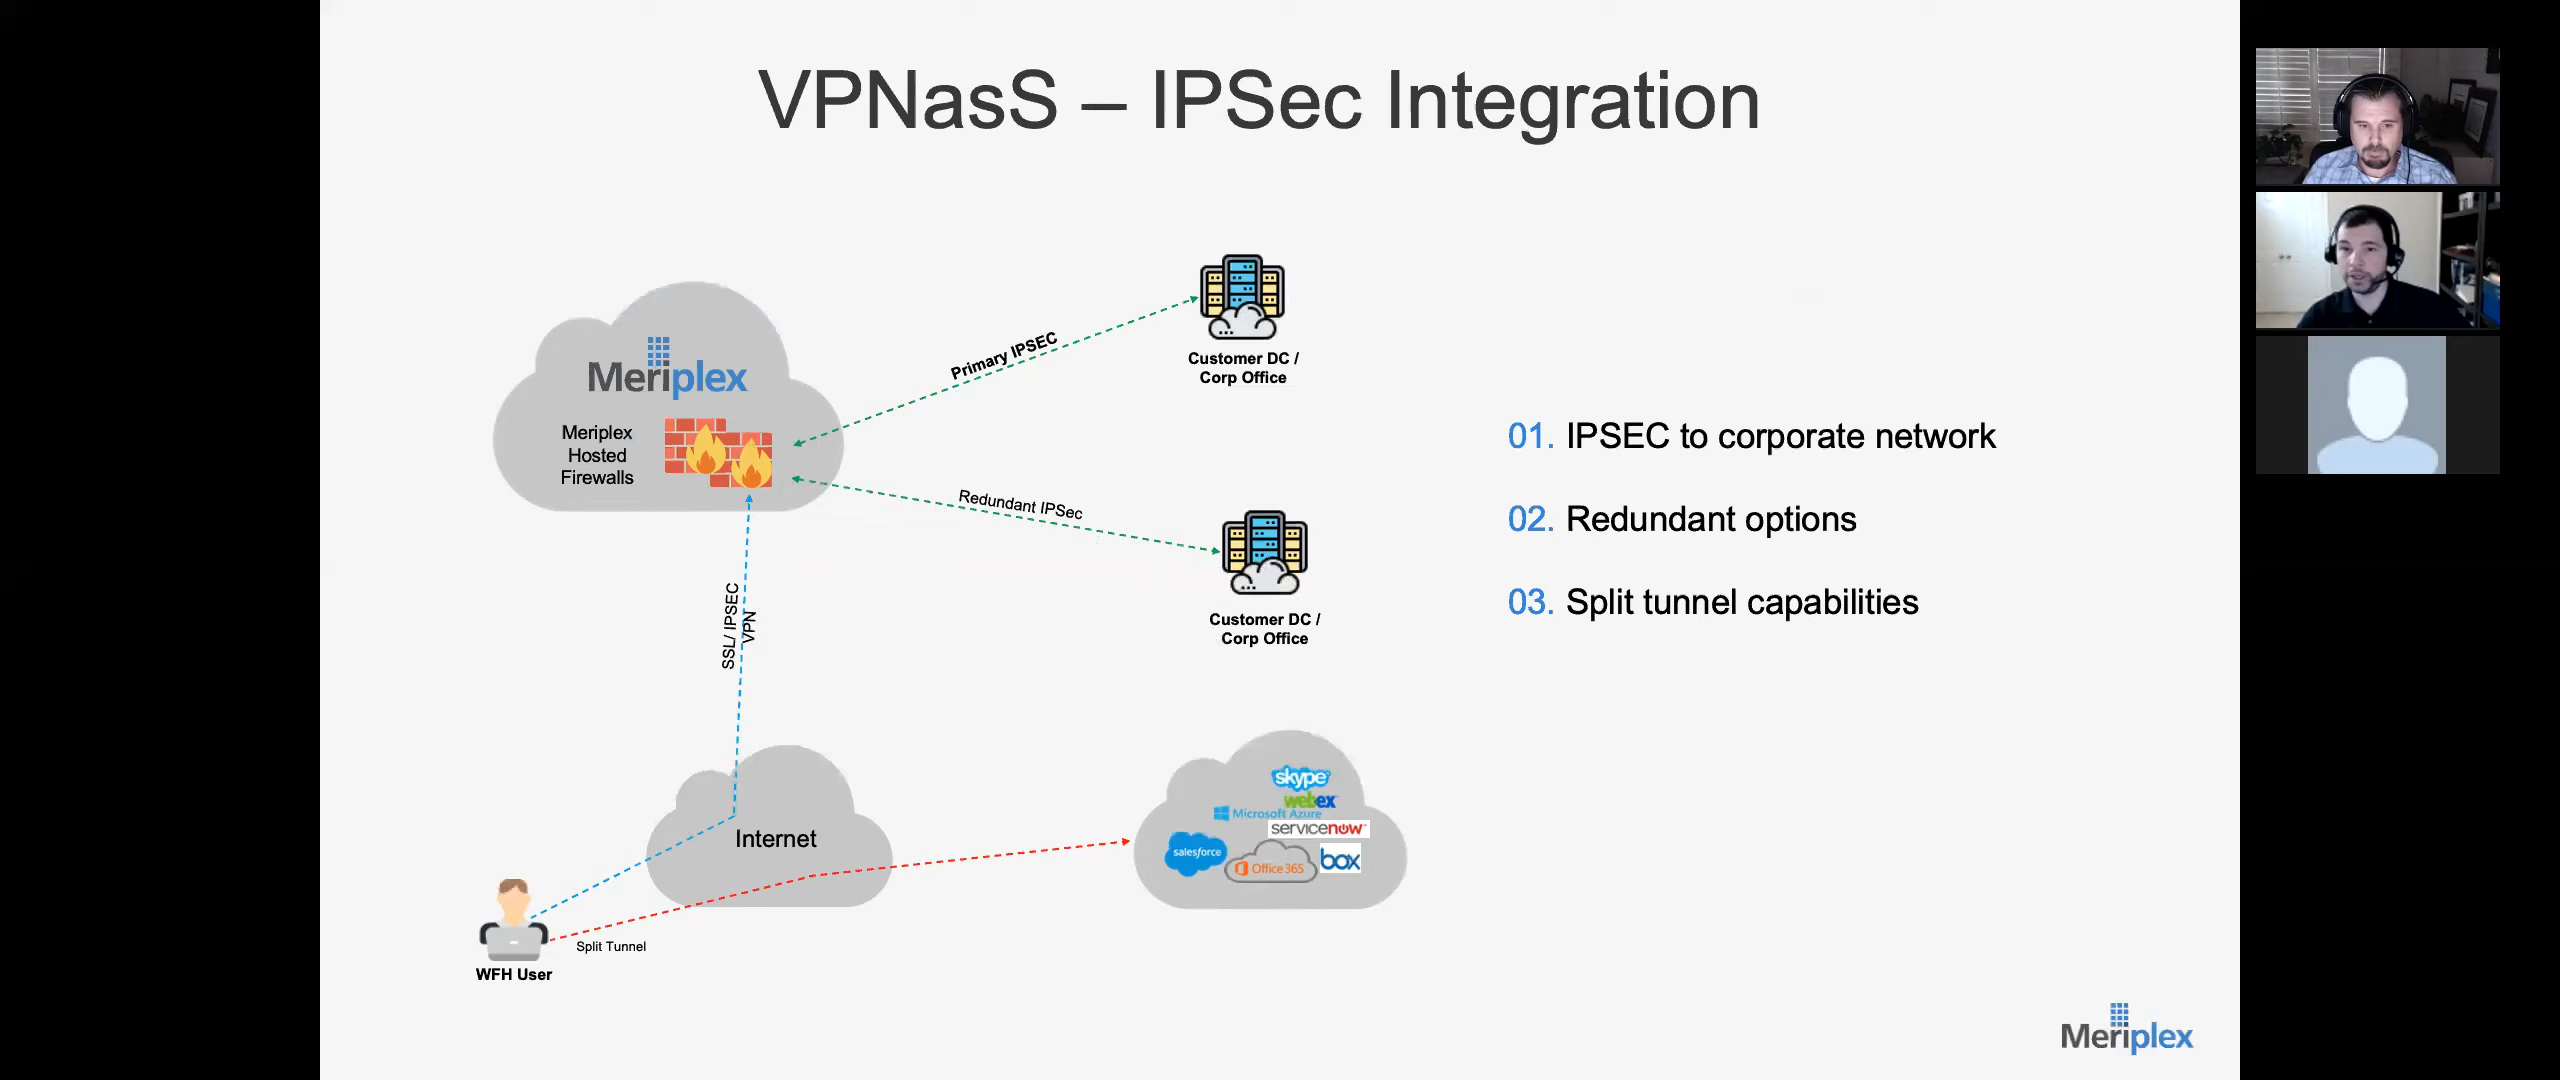 VPNasS – IPSec Integration
Meriplex
Meriplex
Hosted
Firewalls
Primary IPSEC
Customer DC /
Corp Office
Redundant IPSec
Customer DC /
Corp Office
SSL/ IPSEC
VPN
Internet
WFH User
Split Tunnel
skype
webex
Microsoft Azure
servicenow
salesforce
Office 365
box
01. IPSEC to corporate network
02. Redundant options
03. Split tunnel capabilities
Meriplex